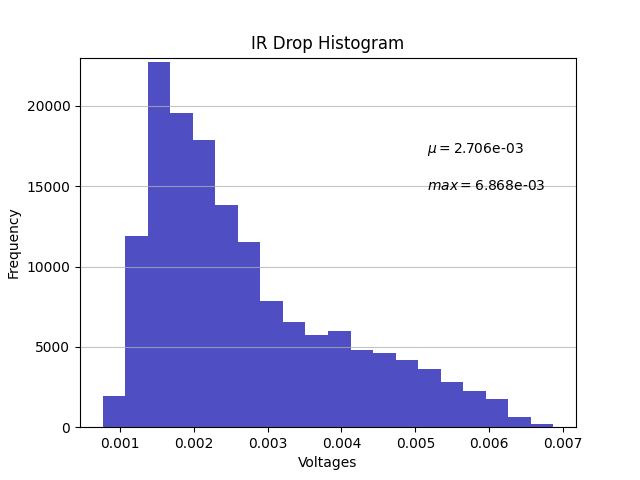 IR Drop Histogram
20000
15000
10000
5000
0
Frequency
μ = 2.706e-03
max = 6.868e-03
0.001 0.002 0.003 0.004 0.005 0.006 0.007
Voltages